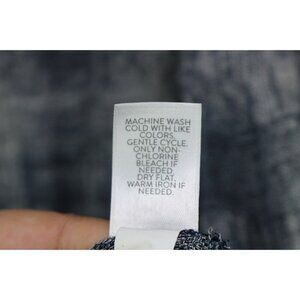 MACHINE WASH
COLD WITH LIKE
COLORS.
GENTLE CYCLE.
ONLY NON-
CHLORINE
BLEACH IF
NEEDED.
DRY FLAT.
WARM IRON IF
NEEDED.